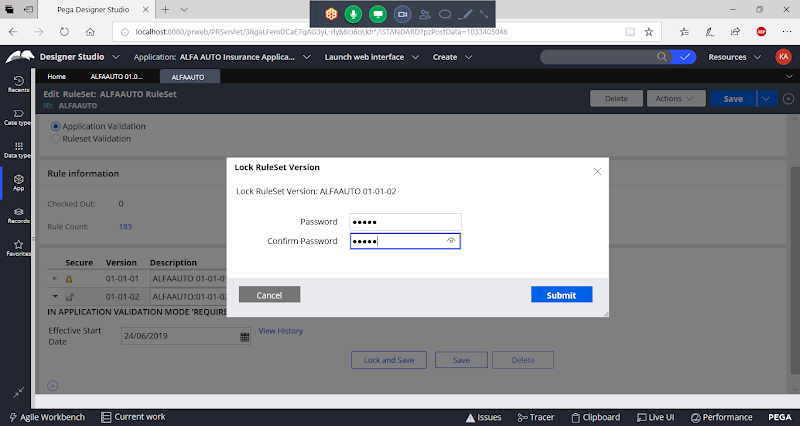 Pega Designer Studio
localhost:8080/prweb/PRServlet/3RgaLFemDCaE7qAG3yL-rlyMIci6oLkh*/!STANDARD?pzPostData=1033405046
Designer Studio
Application: ALFA AUTO Insurance Applica...
Launch web interface
Create
Resources
KA
Recents
Case types
Data types
App
Records
Favorites
Home
ALFAAUTO 01.0...
ALFAAUTO
Edit RuleSet: ALFAAUTO RuleSet
ID: ALFAAUTO
Delete
Actions
Save
Application Validation
Ruleset Validation
Rule information
Checked Out: 0
Rule Count: 183
Secure Version Description
01-01-01 ALFAAUTO 01-01-0
01-01-02 ALFAAUTO:01-01-02
IN APPLICATION VALIDATION MODE 'REQUIRE
Effective Start Date
24/06/2019
View History
Lock and Save
Save
Delete
Lock RuleSet Version
Lock RuleSet Version: ALFAAUTO 01-01-02
Password
Confirm Password
Cancel
Submit
Agile Workbench
Current work
Issues
Tracer
Clipboard
Live UI
Performance
PEGA